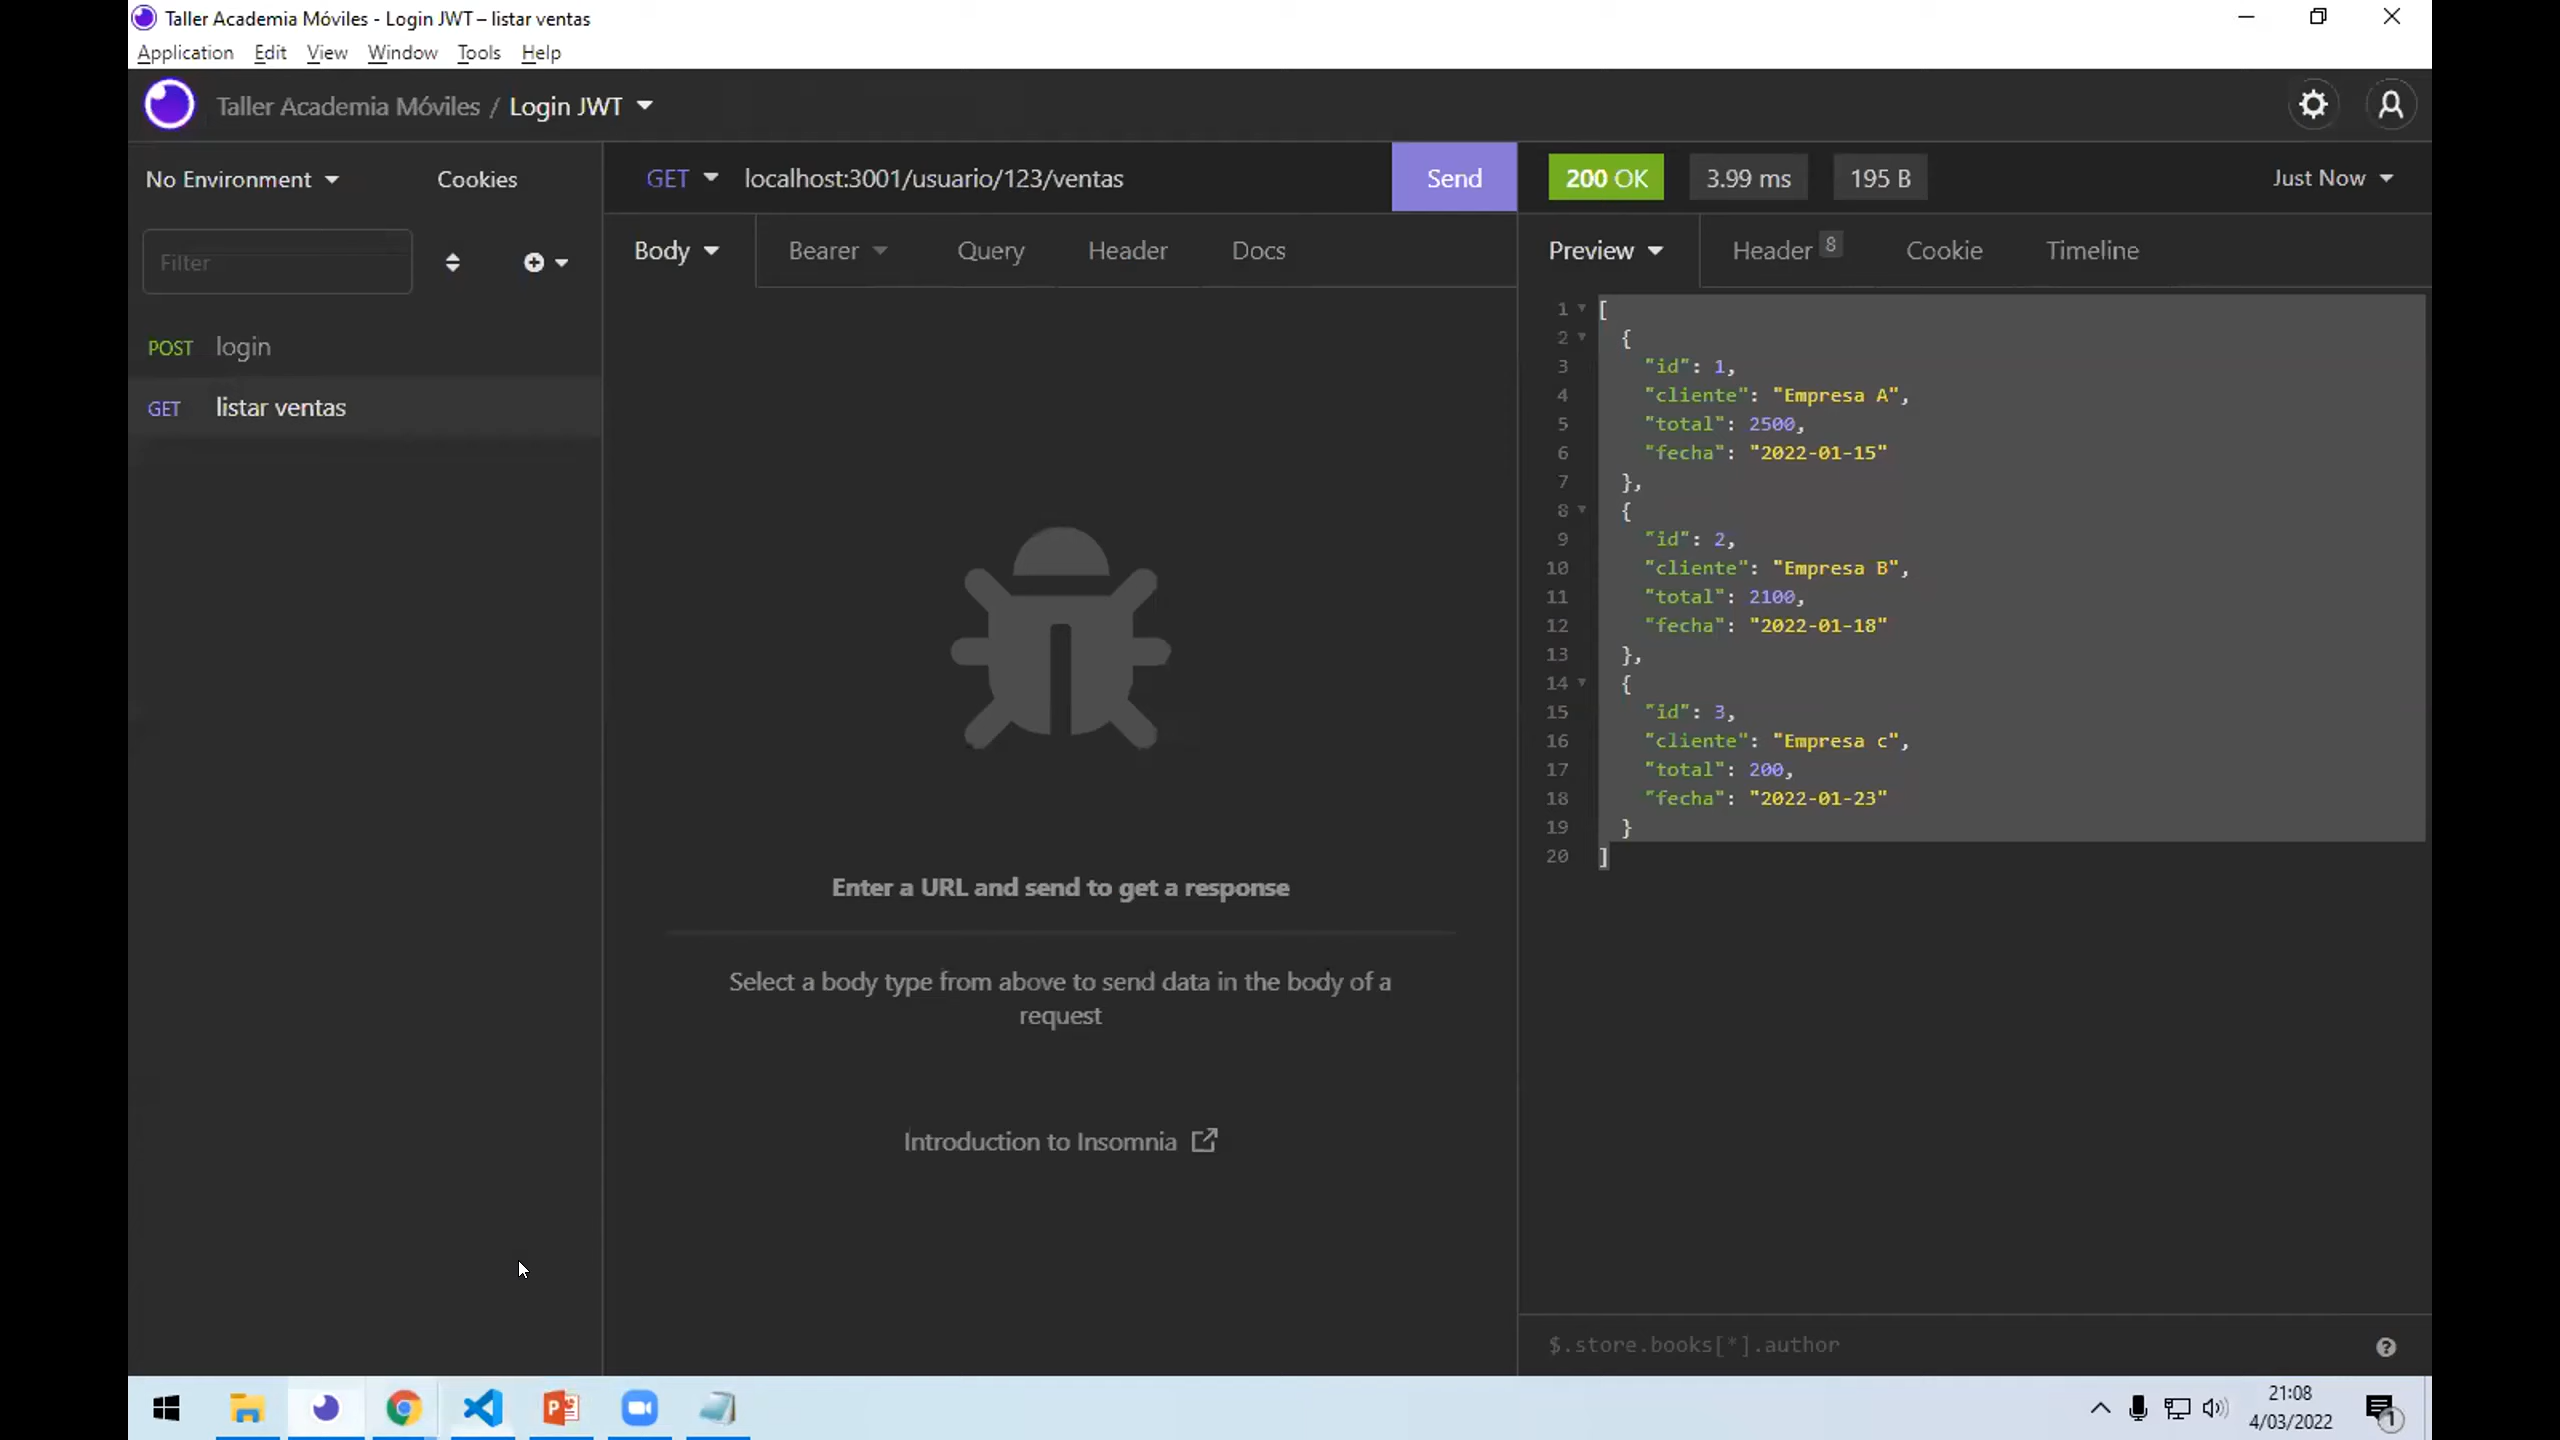 Taller Academia Móviles - Login JWT – listar ventas
Application Edit View Window Tools Help
Taller Academia Móviles / Login JWT
No Environment Cookies
Filter
POST login
GET listar ventas
GET localhost:3001/usuario/123/ventas Send
Body Bearer Query Header Docs
Enter a URL and send to get a response
Select a body type from above to send data in the body of a
request
Introduction to Insomnia
200 OK 3.99 ms 195 B Just Now
Preview Header 8 Cookie Timeline
1 [
2 {
3 "id": 1,
4 "cliente": "Empresa A",
5 "total": 2500,
6 "fecha": "2022-01-15"
7 },
8 {
9 "id": 2,
10 "cliente": "Empresa B",
11 "total": 2100,
12 "fecha": "2022-01-18"
13 },
14 {
15 "id": 3,
16 "cliente": "Empresa c",
17 "total": 200,
18 "fecha": "2022-01-23"
19 }
20 ]
$.store.books[*].author
21:08
4/03/2022
1